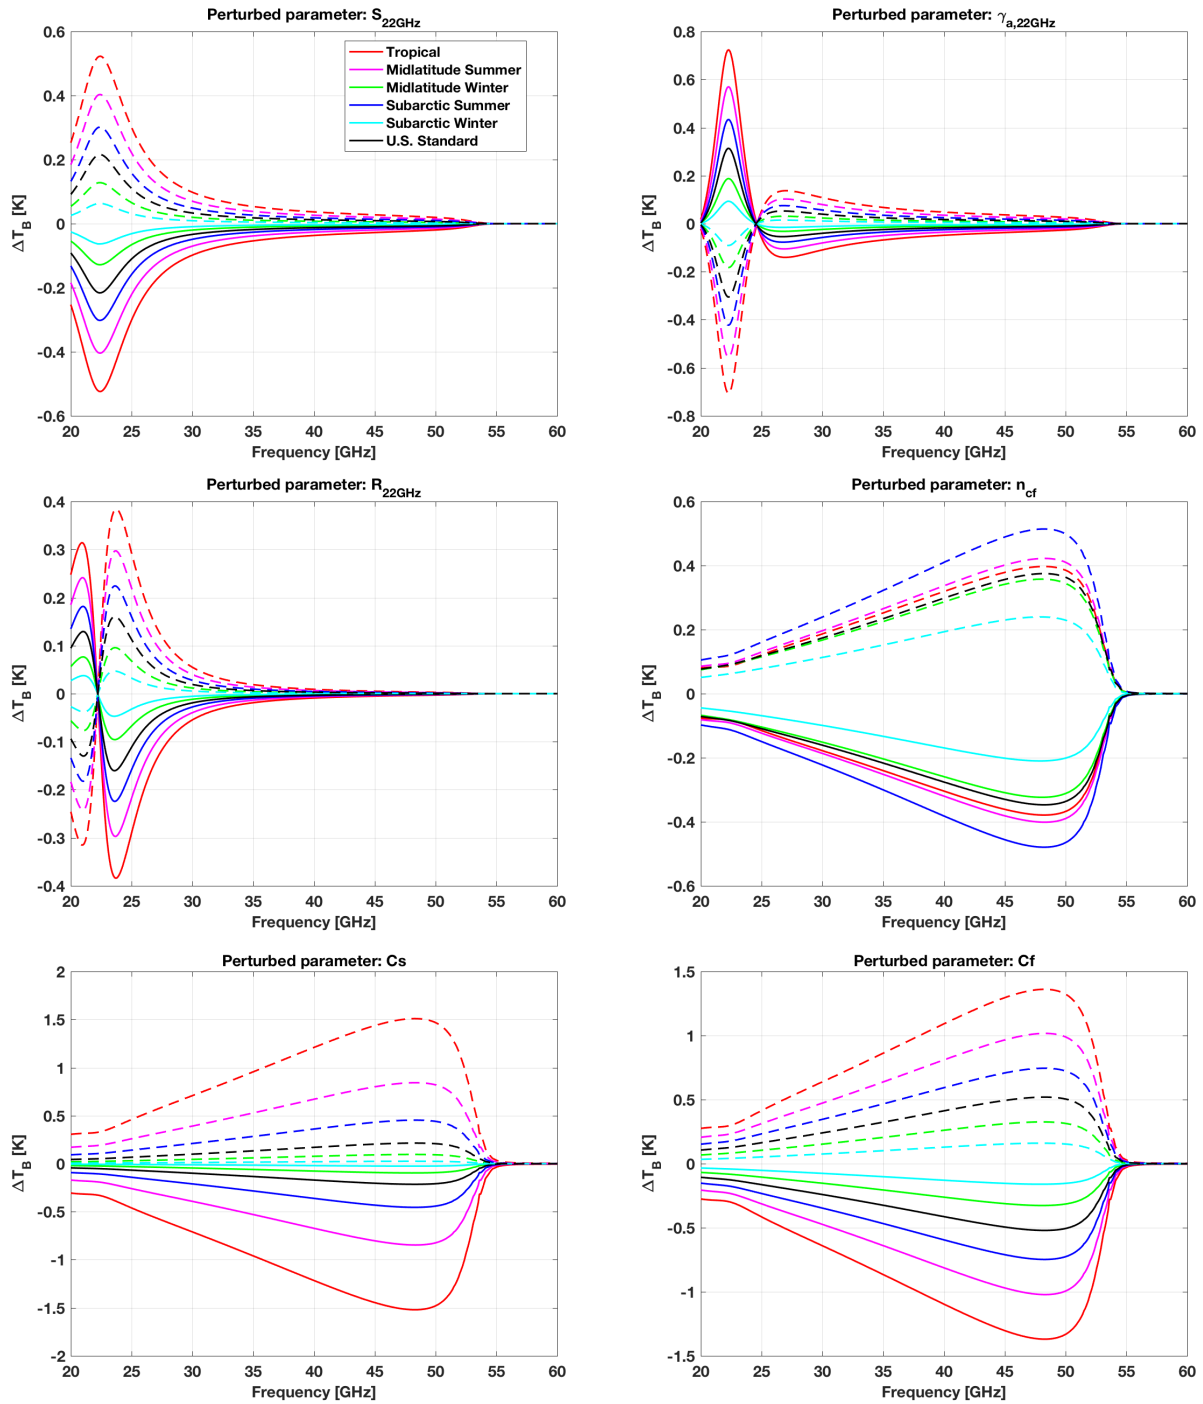 Perturbed parameter: S22GHz
0.6
0.4
0.2
0
-0.2
-0.4
-0.6
ΔTB [K]
20 25 30 35 40 45 50 55 60
Frequency [GHz]
Tropical
Midlatitude Summer
Midlatitude Winter
Subarctic Summer
Subarctic Winter
U.S. Standard
Perturbed parameter: γa,22GHz
0.8
0.6
0.4
0.2
0
-0.2
-0.4
-0.6
-0.8
ΔTB [K]
20 25 30 35 40 45 50 55 60
Frequency [GHz]
Perturbed parameter: R22GHz
0.4
0.3
0.2
0.1
0
-0.1
-0.2
-0.3
-0.4
ΔTB [K]
20 25 30 35 40 45 50 55 60
Frequency [GHz]
Perturbed parameter: ncf
0.6
0.4
0.2
0
-0.2
-0.4
-0.6
ΔTB [K]
20 25 30 35 40 45 50 55 60
Frequency [GHz]
Perturbed parameter: Cs
2
1.5
1
0.5
0
-0.5
-1
-1.5
-2
ΔTB [K]
20 25 30 35 40 45 50 55 60
Frequency [GHz]
Perturbed parameter: Cf
1.5
1
0.5
0
-0.5
-1
-1.5
ΔTB [K]
20 25 30 35 40 45 50 55 60
Frequency [GHz]